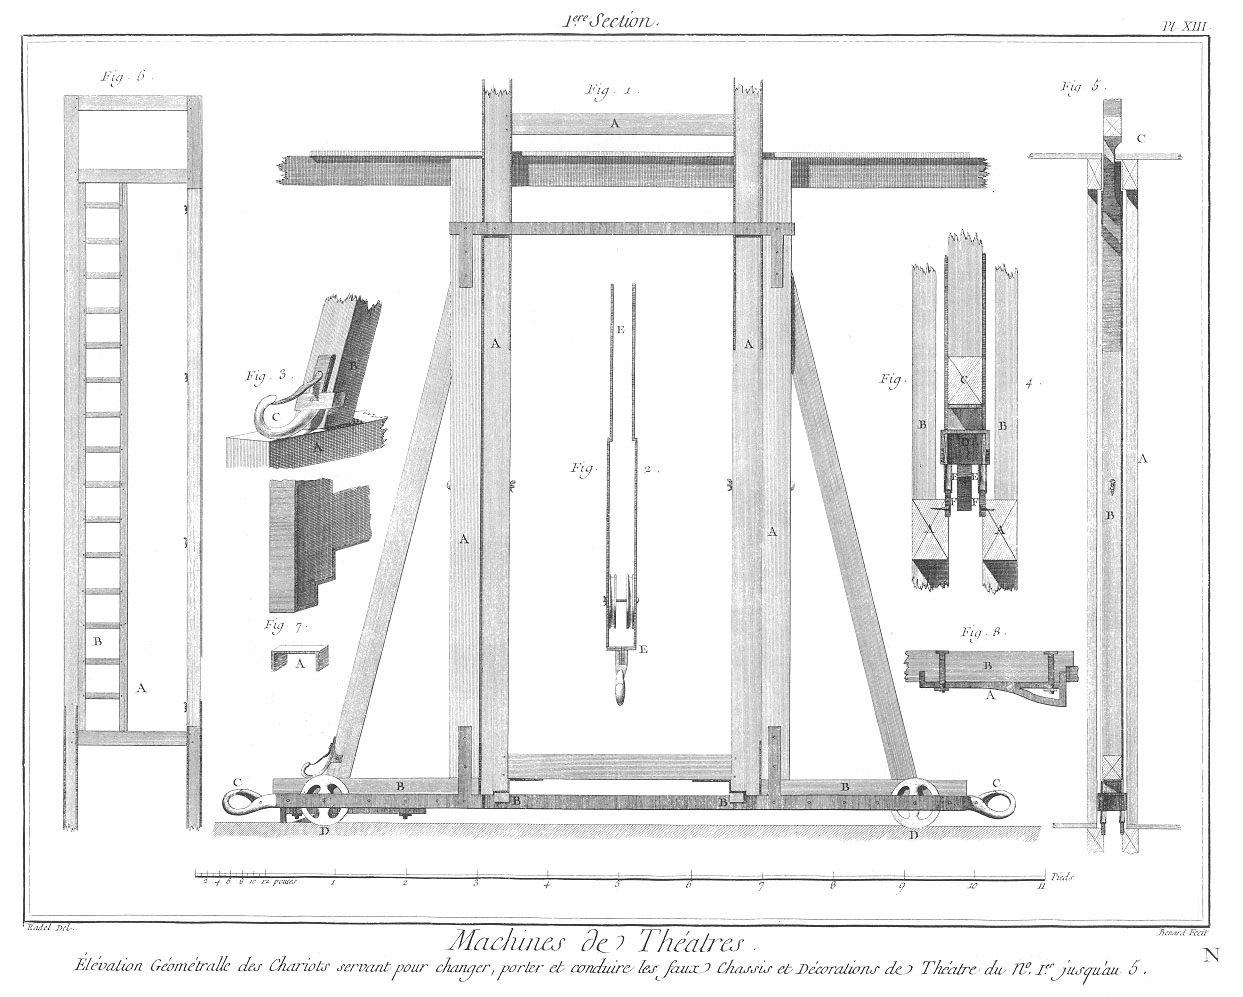 1.ere Section.
Pl. XIII.
Fig. 6.
Fig. 1.
Fig. 5.
A
C
Fig. 3.
B
C
A
A
A
E
Fig. 2.
Fig. 4.
C
B
B
D
E E
F F
A A
A
B
A
A
Fig. 7.
A
B
A
E
Fig. 8.
B
A
C
B
B
B
B
C
D
D
2 4 6 8 10 12 pouces 1 2 3 4 5 6 7 8 9 10 11 Pieds
Radel Del.
Benard Fecit
Machines de Théatres.
Élévation Géométralle des Chariots servant pour changer, porter et conduire les faux Chassis et Décorations de Théatre du No. 1er jusqu'au 5.
N